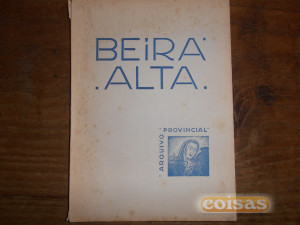 BEiRA
.ALTA.
"ARQUIVO
PROVINCIAL"
coisas